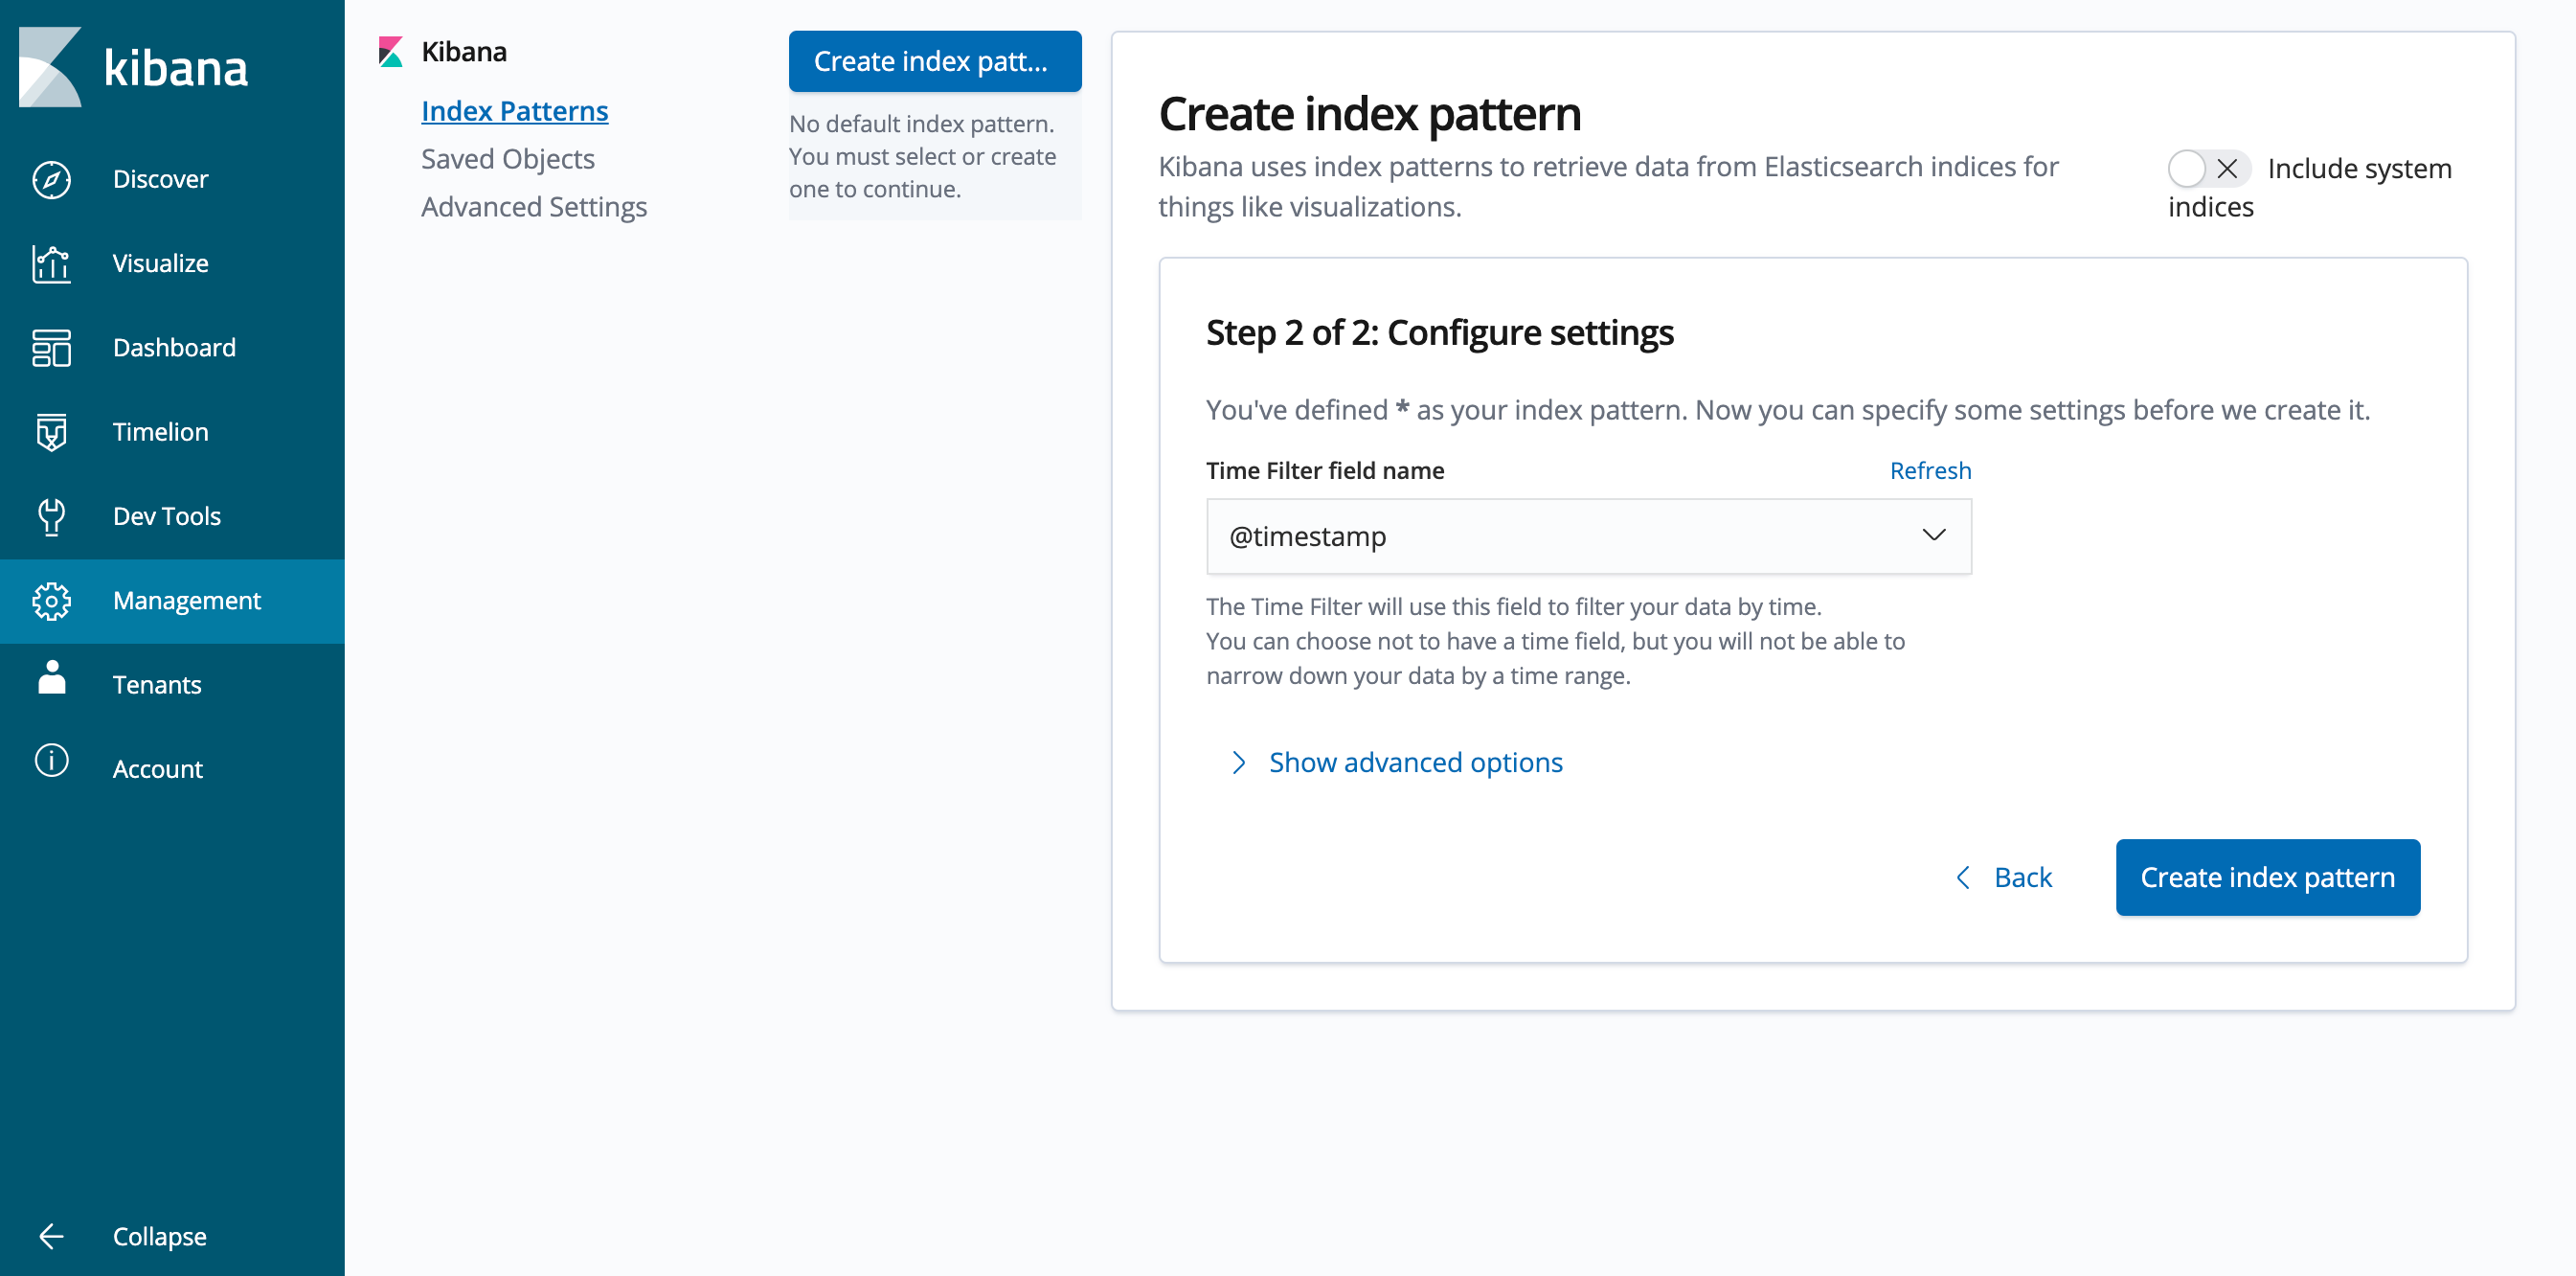 kibana
Discover
Visualize
Dashboard
Timelion
Dev Tools
Management
Tenants
Account
Collapse
Kibana
Index Patterns
Saved Objects
Advanced Settings
Create index patt...
No default index pattern.
You must select or create
one to continue.
Create index pattern
Kibana uses index patterns to retrieve data from Elasticsearch indices for
things like visualizations.
Include system
indices
Step 2 of 2: Configure settings
You've defined * as your index pattern. Now you can specify some settings before we create it.
Time Filter field name
Refresh
@timestamp
The Time Filter will use this field to filter your data by time.
You can choose not to have a time field, but you will not be able to
narrow down your data by a time range.
Show advanced options
Back
Create index pattern